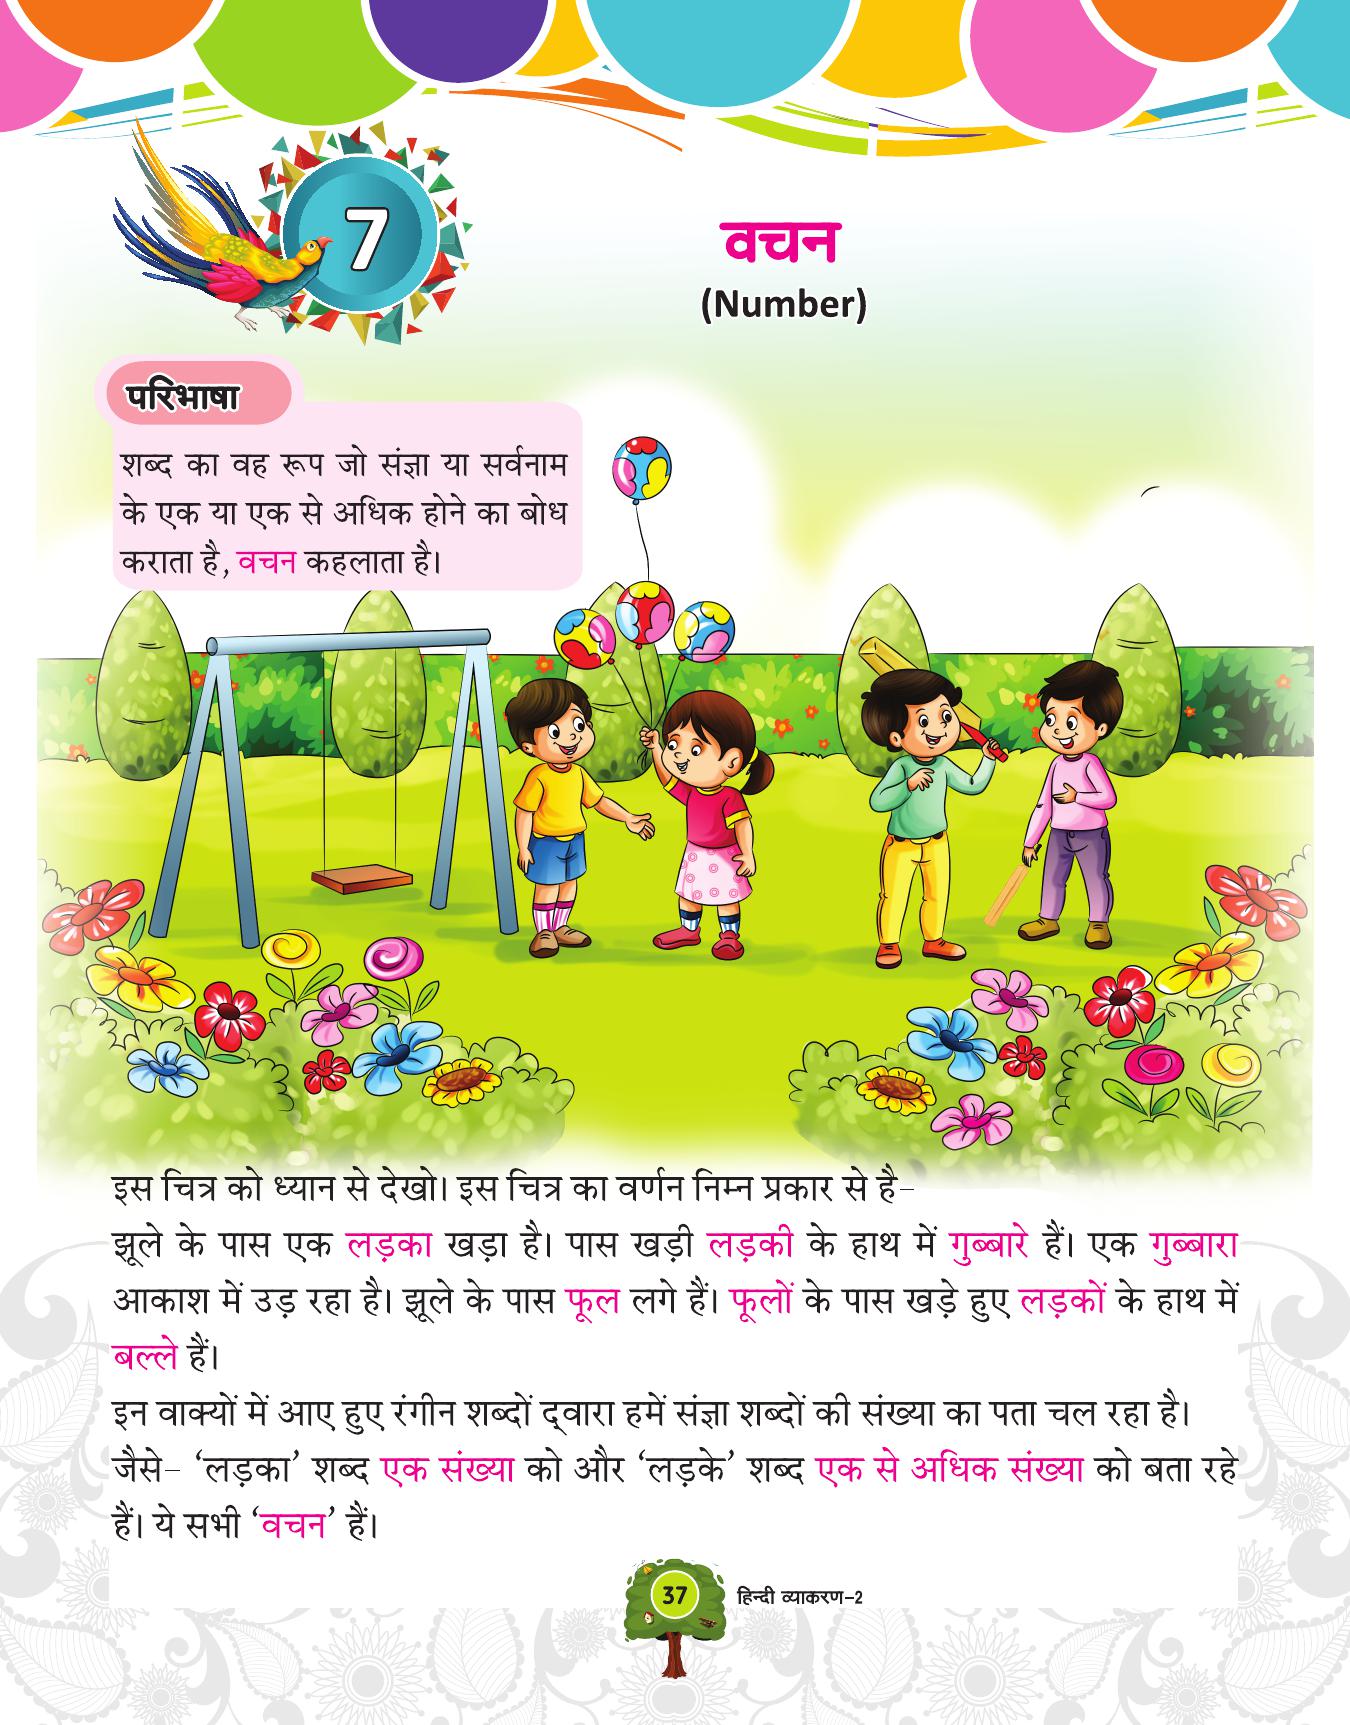 7
वचन
(Number)
परिभाषा
शब्द का वह रूप जो संज्ञा या सर्वनाम
के एक या एक से अधिक होने का बोध
कराता है, वचन कहलाता है।
इस चित्र को ध्यान से देखो। इस चित्र का वर्णन निम्न प्रकार से है–
झूले के पास एक लड़का खड़ा है। पास खड़ी लड़की के हाथ में गुब्बारे हैं। एक गुब्बारा
आकाश में उड़ रहा है। झूले के पास फूल लगे हैं। फूलों के पास खड़े हुए लड़कों के हाथ में
बल्ले हैं।
इन वाक्यों में आए हुए रंगीन शब्दों द्‌वारा हमें संज्ञा शब्दों की संख्या का पता चल रहा है।
जैसे– ‘लड़का’ शब्द एक संख्या को और ‘लड़के’ शब्द एक से अधिक संख्या को बता रहे
हैं। ये सभी ‘वचन’ हैं।
37 हिन्दी व्याकरण–2